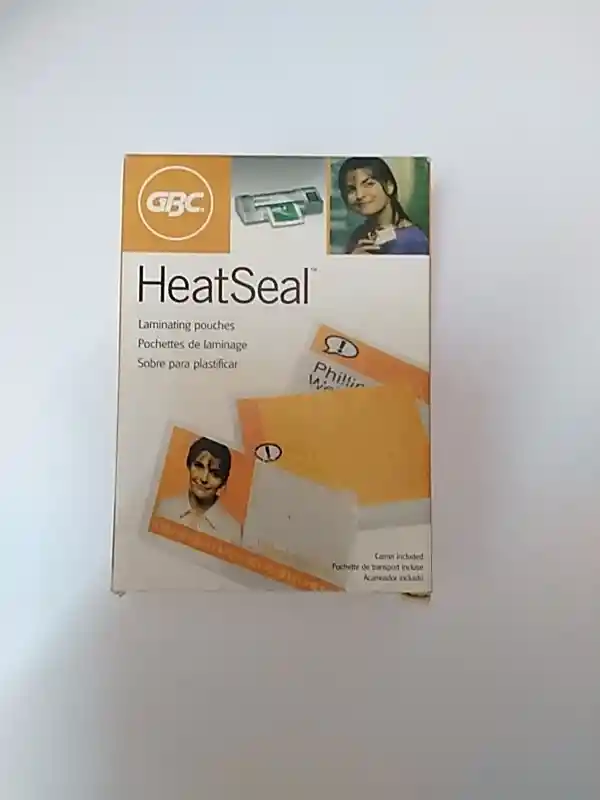 GBC
HeatSeal™
Laminating pouches
Pochettes de laminage
Sobre para plastificar
!
Phillip
!
Carrier included
Pochette de transport incluse
Acarreador incluido